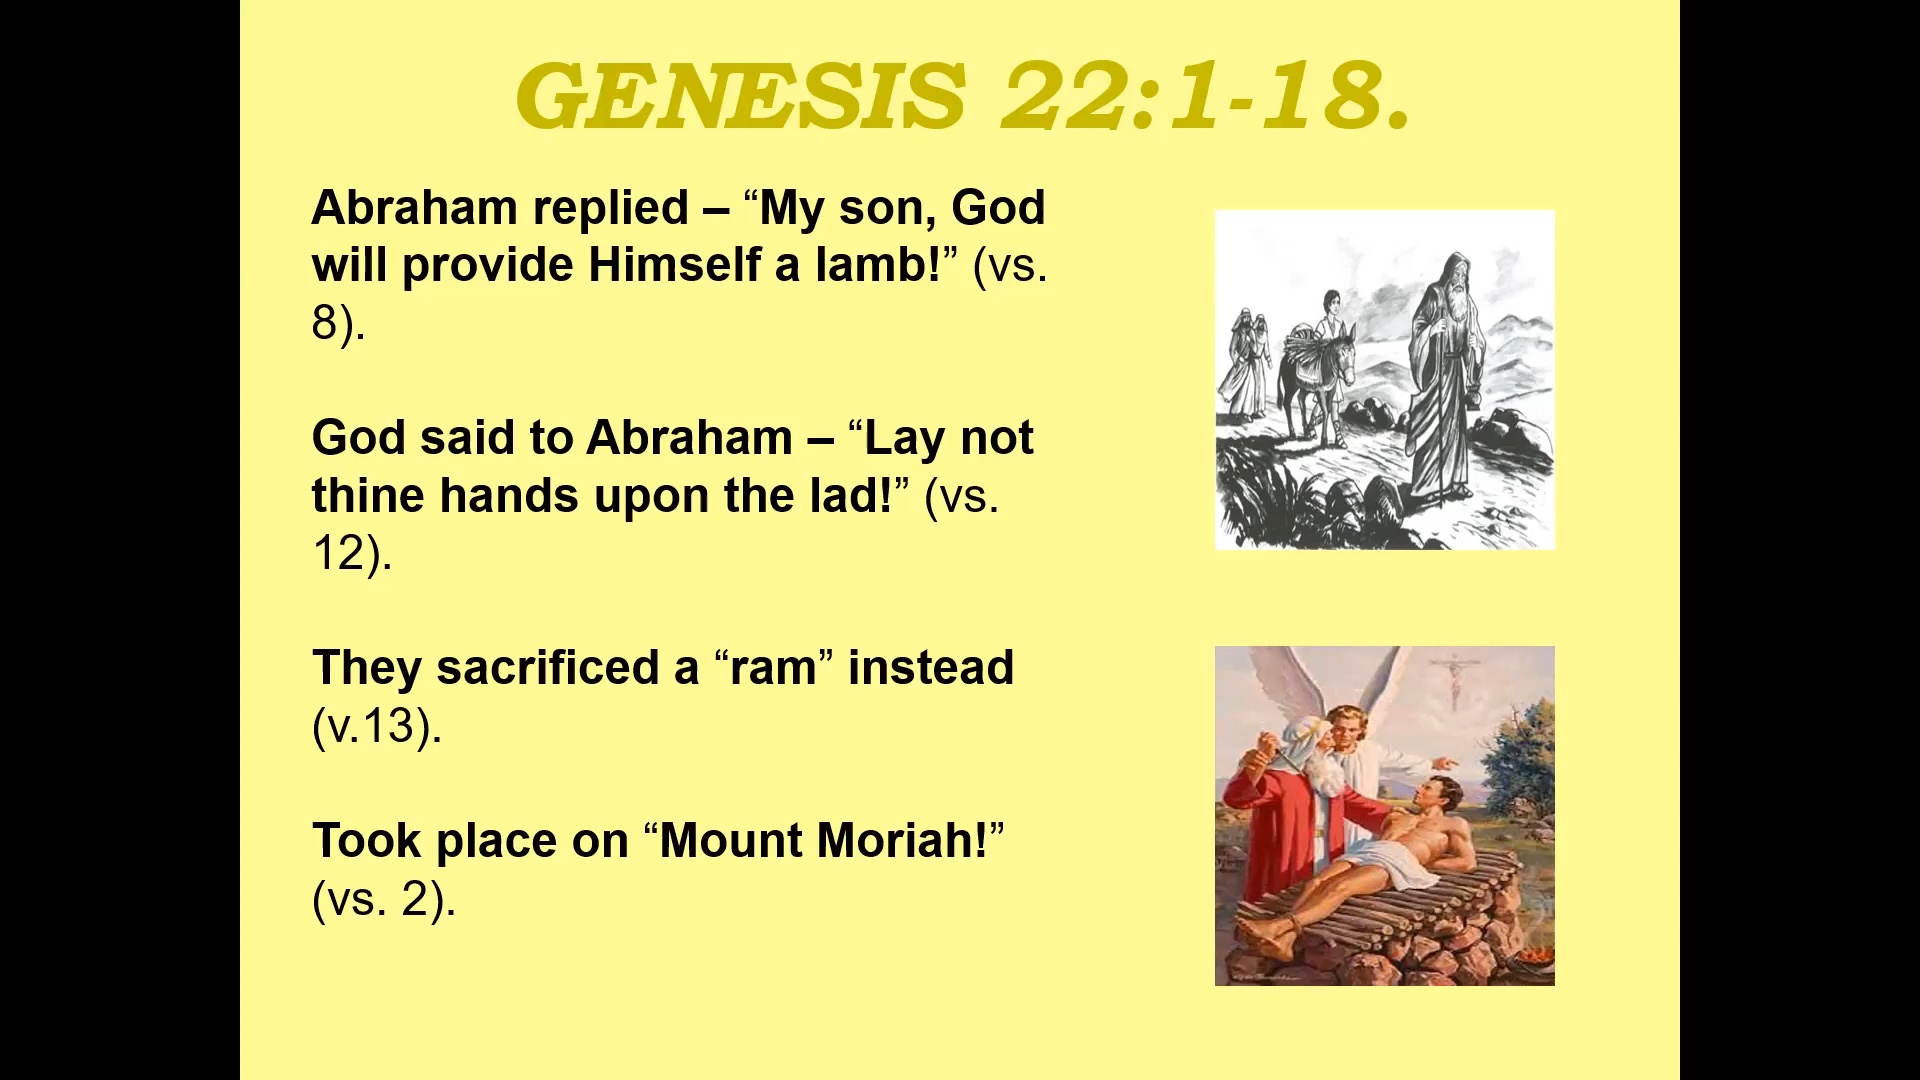 GENESIS 22:1-18.
Abraham replied – “My son, God
will provide Himself a lamb!” (vs.
8).
God said to Abraham – “Lay not
thine hands upon the lad!” (vs.
12).
They sacrificed a “ram” instead
(v.13).
Took place on “Mount Moriah!”
(vs. 2).